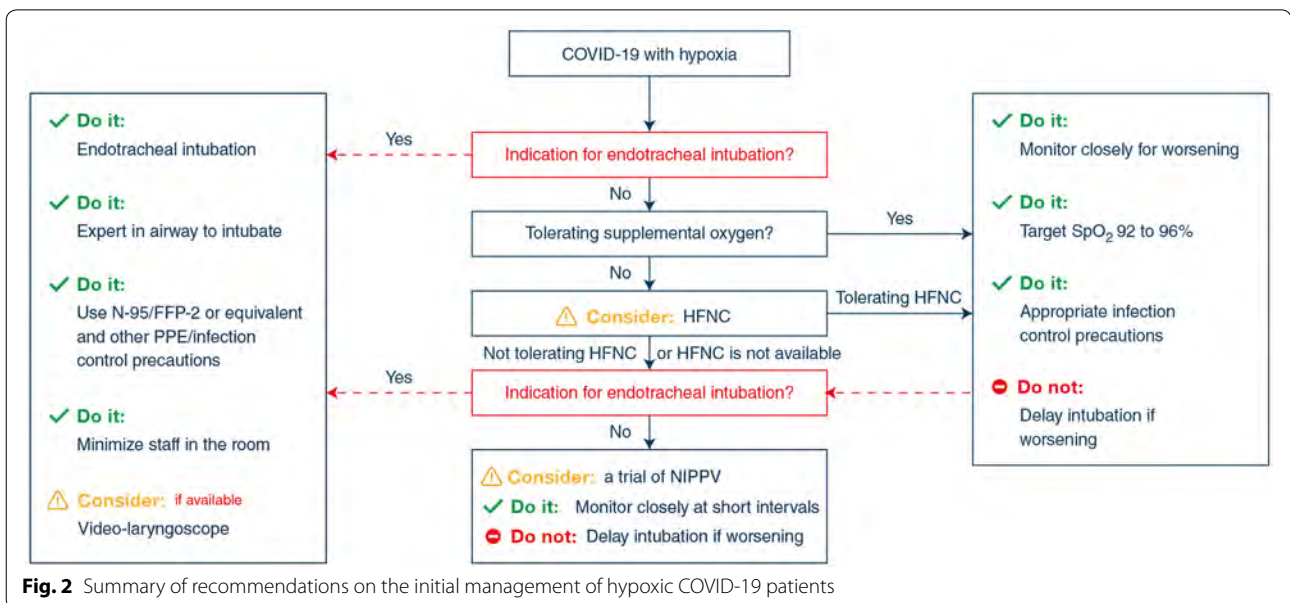 COVID-19 with hypoxia
Indication for endotracheal intubation?
Yes
No
Tolerating supplemental oxygen?
Yes
No
Consider: HFNC
Tolerating HFNC
Not tolerating HFNC or HFNC is not available
Indication for endotracheal intubation?
Yes
No
Consider: a trial of NIPPV
Do it: Monitor closely at short intervals
Do not: Delay intubation if worsening
Do it:
Endotracheal intubation
Do it:
Expert in airway to intubate
Do it:
Use N-95/FFP-2 or equivalent
and other PPE/infection
control precautions
Do it:
Minimize staff in the room
Consider: if available
Video-laryngoscope
Do it:
Monitor closely for worsening
Do it:
Target SpO₂ 92 to 96%
Do it:
Appropriate infection
control precautions
Do not:
Delay intubation if
worsening
Fig. 2 Summary of recommendations on the initial management of hypoxic COVID-19 patients